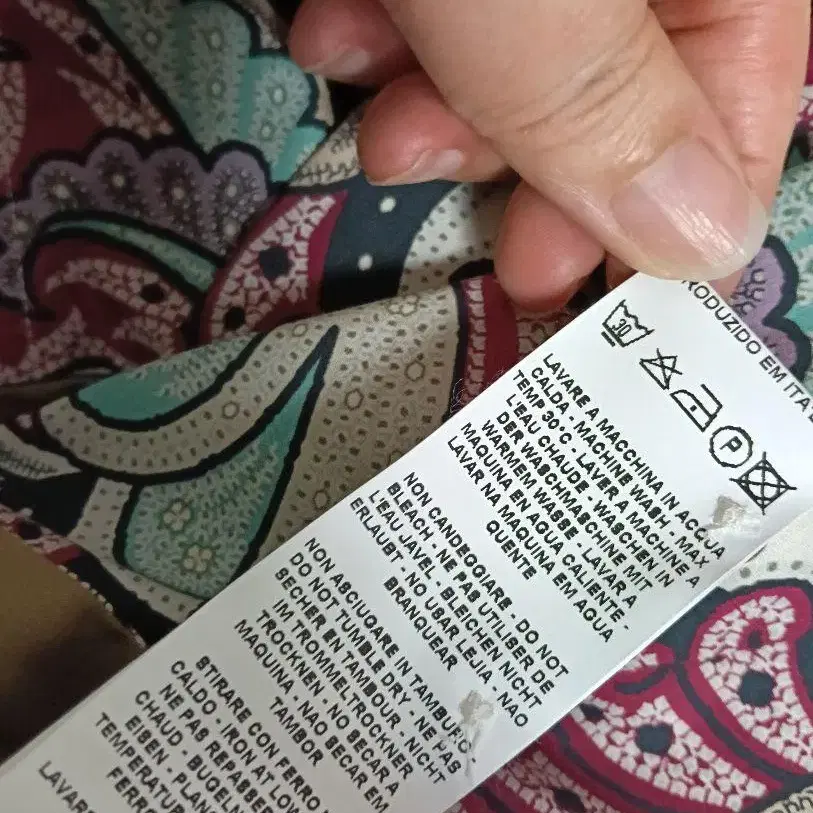 RODUZIDO EM ITA
30
P
LAVARE A MACCHINA IN ACQUA
CALDA - MACHINE WASH - MAX
TEMP 30 C - LAVER A MACHINE A
L'EAU CHAUDE - WASCHEN IN
DER WASCHMASCHINE MIT
WARMEM WASSE - LAVAR A
MAQUINA EN AGUA CALIENTE -
LAVAR NA MAQUINA EM AGUA
QUENTE
NON CANDEGGIARE - DO NOT
BLEACH - NE PAS UTILISER DE
L'EAU JAVEL - BLEICHEN NICHT
ERLAUBT - NO USAR LEJIA - NAO
BRANQUEAR
NON ASCIUGARE IN TAMBURO -
DO NOT TUMBLE DRY - NE PAS
SECHER EN TAMBOUR - NICHT
IM TROMMELTROCKNER
TROCKNEN - NO SECAR A
MAQUINA - NAO SECAR EM
TAMBOR
STIRARE CON FERRO
CALDO - IRON AT LOW
NE PAS REPASSER
CHAUD - BUGELN
EISEN - PLANC
TEMPERATUR
FERRO
LAVARE